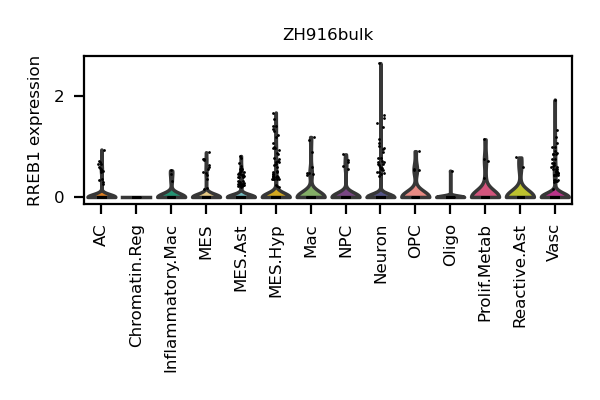 ZH916bulk
RREB1 expression
2
0
AC
Chromatin.Reg
Inflammatory.Mac
MES
MES.Ast
MES.Hyp
Mac
NPC
Neuron
OPC
Oligo
Prolif.Metab
Reactive.Ast
Vasc